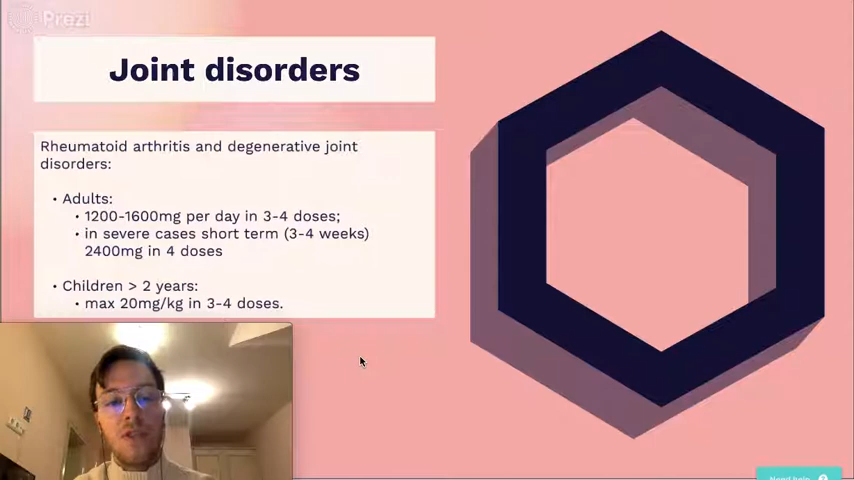 Prezi
Joint disorders
Rheumatoid arthritis and degenerative joint
disorders:
• Adults:
• 1200-1600mg per day in 3-4 doses;
• in severe cases short term (3-4 weeks)
2400mg in 4 doses
• Children > 2 years:
• max 20mg/kg in 3-4 doses.
Need help